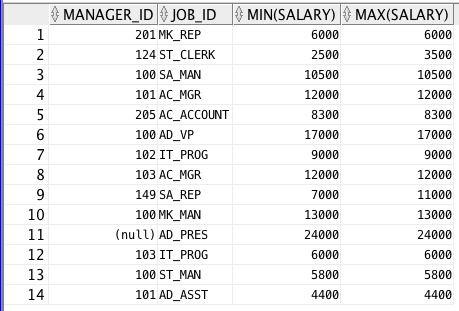 MANAGER_ID JOB_ID MIN(SALARY) MAX(SALARY)
1 201 MK_REP 6000 6000
2 124 ST_CLERK 2500 3500
3 100 SA_MAN 10500 10500
4 101 AC_MGR 12000 12000
5 205 AC_ACCOUNT 8300 8300
6 100 AD_VP 17000 17000
7 102 IT_PROG 9000 9000
8 103 AC_MGR 12000 12000
9 149 SA_REP 7000 11000
10 100 MK_MAN 13000 13000
11 (null) AD_PRES 24000 24000
12 103 IT_PROG 6000 6000
13 100 ST_MAN 5800 5800
14 101 AD_ASST 4400 4400